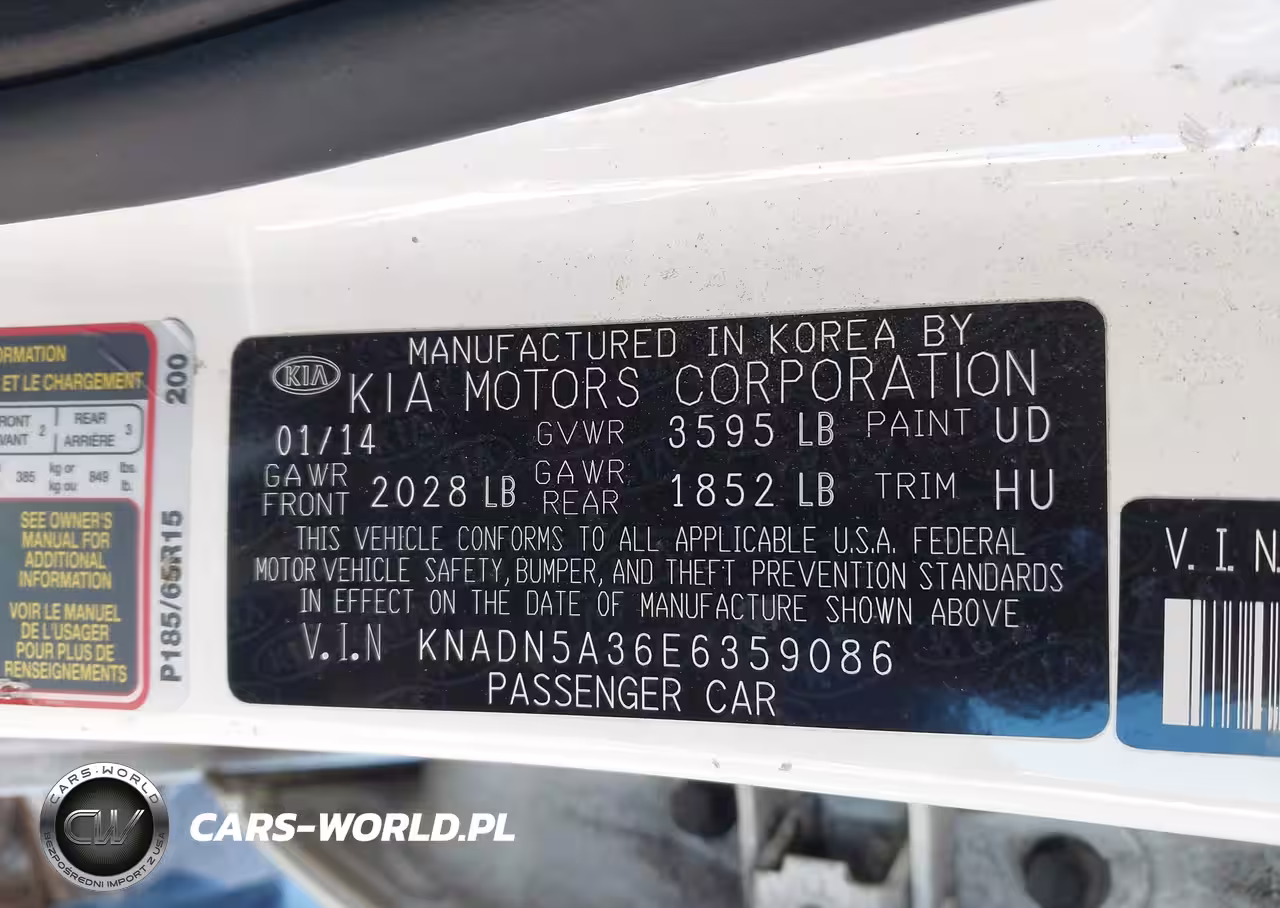 ORMATION
ET LE CHARGEMENT
RONT
VANT 2
REAR
ARRIÈRE 3
385 kg or
kg ou 849 lbs.
lb.
SEE OWNER'S
MANUAL FOR
ADDITIONAL
INFORMATION
VOIR LE MANUEL
DE L'USAGER
POUR PLUS DE
RENSEIGNEMENTS
200
P185/65R15
KIA
MANUFACTURED IN KOREA BY
KIA MOTORS CORPORATION
01/14 GVWR 3595 LB PAINT UD
GAWR
FRONT 2028 LB GAWR
REAR 1852 LB TRIM HU
THIS VEHICLE CONFORMS TO ALL APPLICABLE U.S.A. FEDERAL
MOTOR VEHICLE SAFETY, BUMPER, AND THEFT PREVENTION STANDARDS
IN EFFECT ON THE DATE OF MANUFACTURE SHOWN ABOVE
V.I.N KNADN5A36E6359086
PASSENGER CAR
V.I.N.
CARS-WORLD
CW
BEZPOŚREDNI IMPORT Z USA
CARS-WORLD.PL